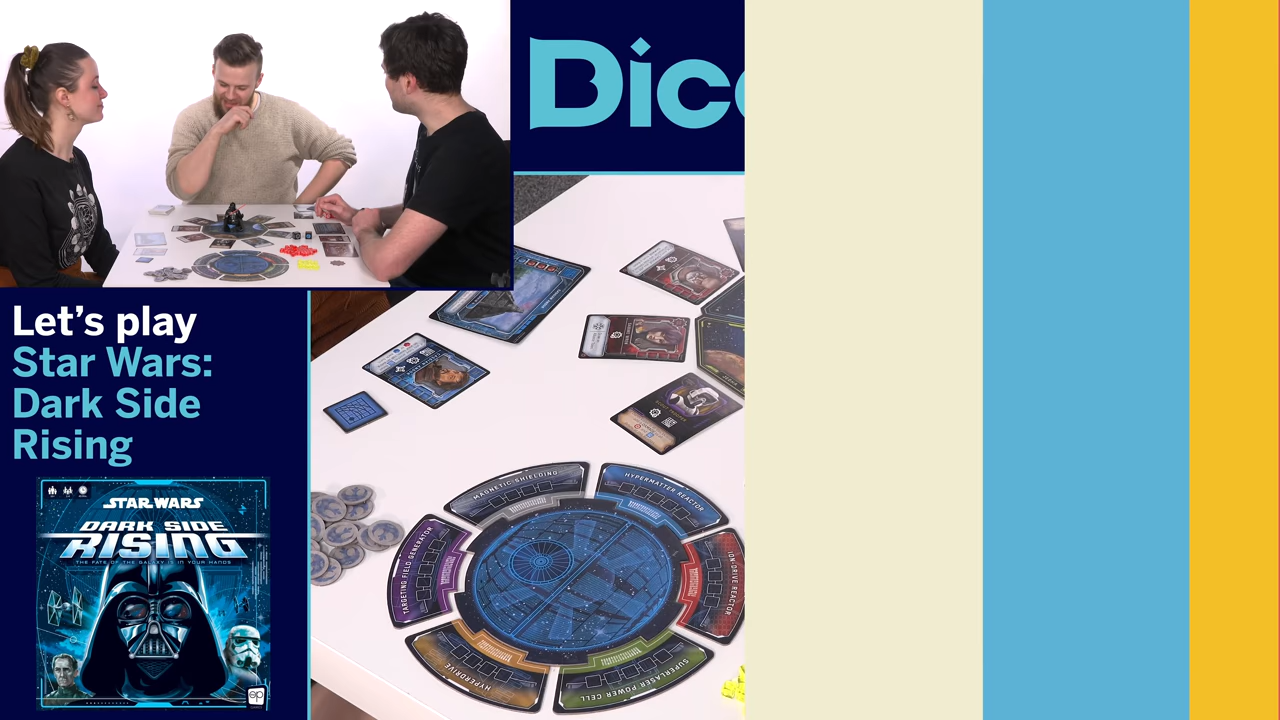 Dic
Let's play
Star Wars:
Dark Side
Rising
STAR WARS
DARK SIDE
RISING
THE FATE OF THE GALAXY IS IN YOUR HANDS
MAGNETIC SHIELDING
HYPERMATTER REACTOR
ION DRIVE REACTOR
SUPERLASER POWER CELL
HYPERDRIVE
TARGETING FIELD GENERATOR